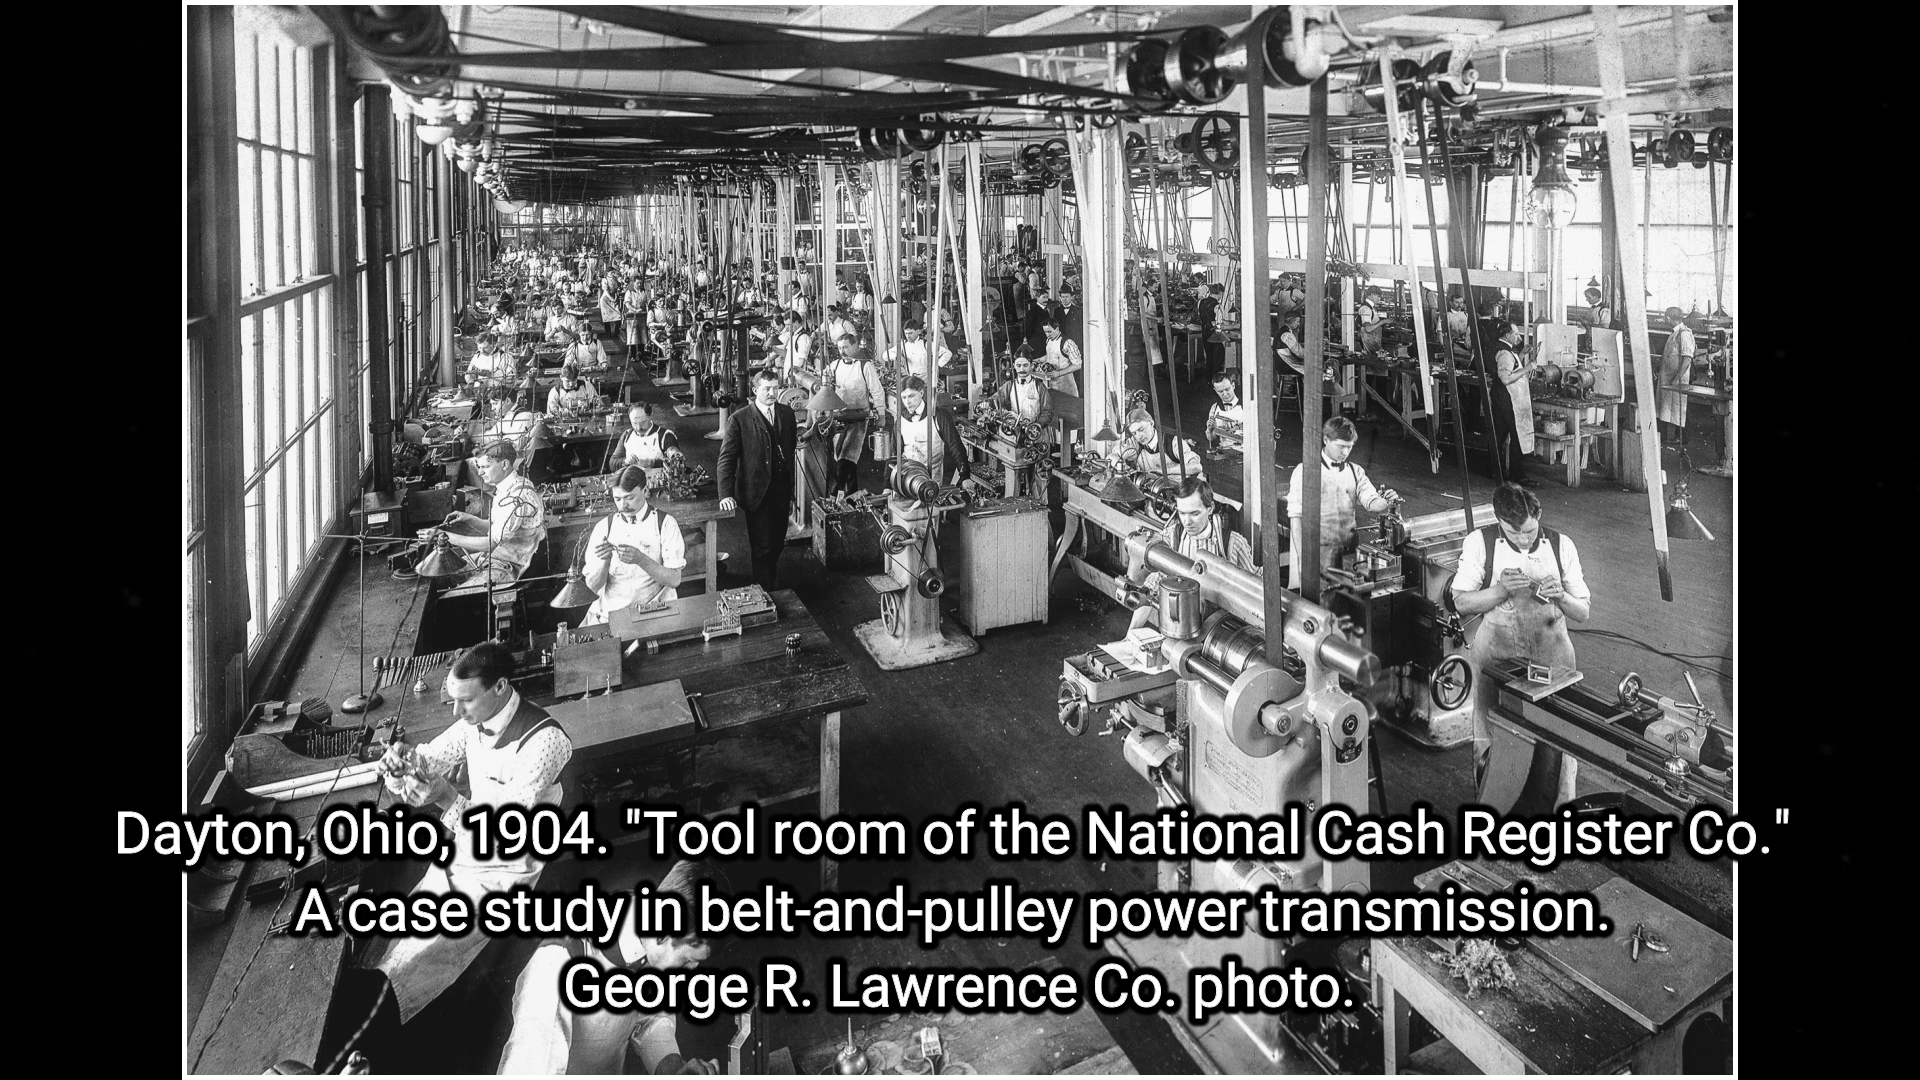 Dayton, Ohio, 1904. "Tool room of the National Cash Register Co."
A case study in belt-and-pulley power transmission.
George R. Lawrence Co. photo.